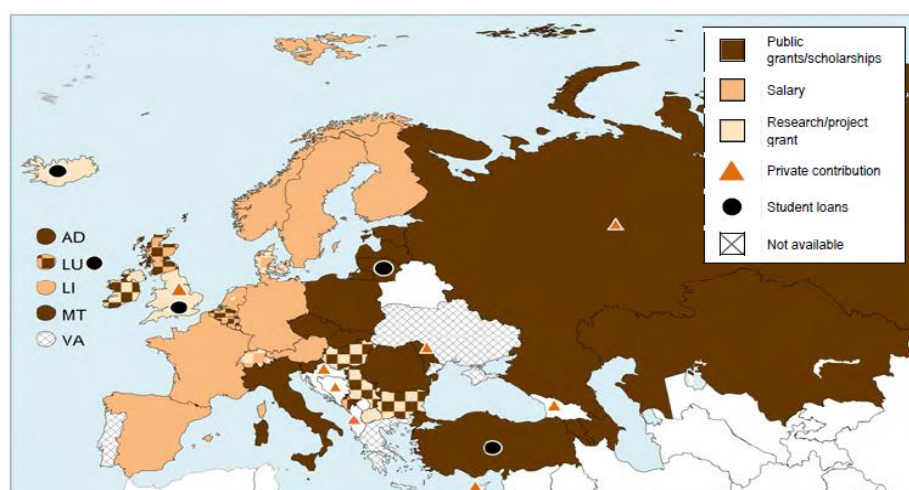 Public
grants/scholarships
Salary
Research/project
grant
Private contribution
Student loans
Not available
AD
LU
LI
MT
VA